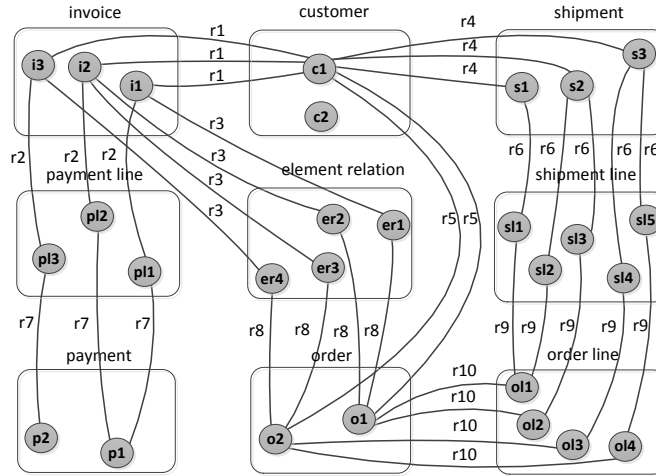 invoice customer shipment
r1 r4
i3 i2 r1 c1 r4 s3
i1 r1 r4 s1 s2
c2
r3
r2 r2 r2 r3 r6 r6 r6 r6 r6
payment line r3 element relation shipment line
pl2 r3 er2 er1 r5 r5 sl1 sl3 sl5
pl3 pl1 er4 er3 sl2 sl4
r7 r7 r7 r8 r8 r8 r8 r9 r9 r9 r9 r9
payment order order line
r10 ol1
p2 p1 o2 o1 r10 ol2
r10 ol3 ol4
r10